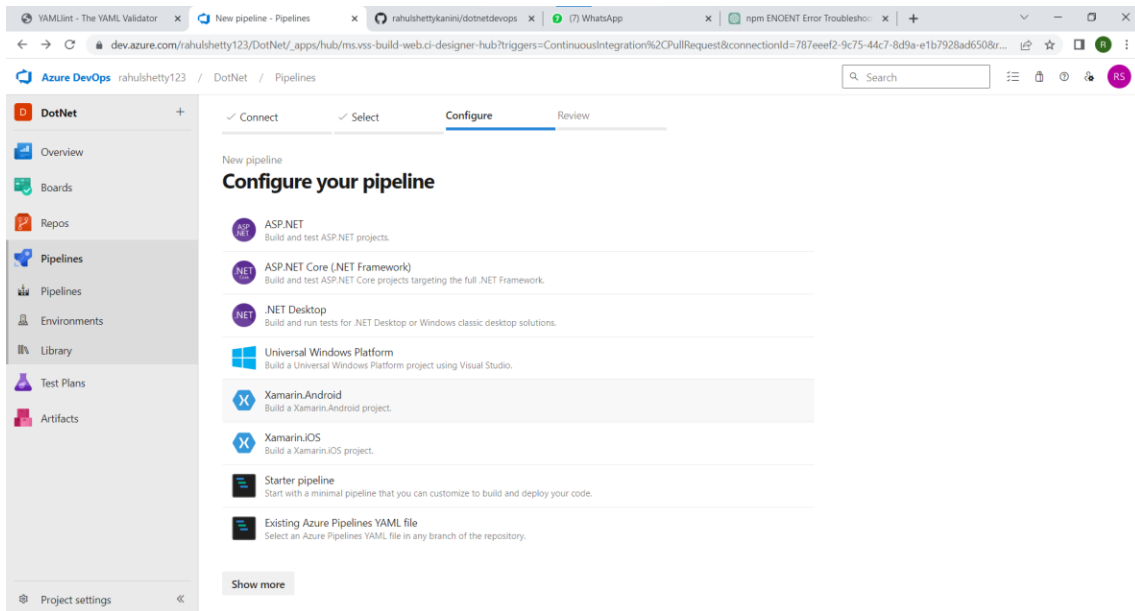 YAMLlint - The YAML Validator
New pipeline - Pipelines
rahulshettykanini/dotnetdevops
(7) WhatsApp
npm ENOENT Error Troubleshoo
dev.azure.com/rahulshetty123/DotNet/_apps/hub/ms.vss-build-web.ci-designer-hub?triggers=ContinuousIntegration%2CPullRequest&connectionId=787eeef2-9c75-44c7-8d9a-e1b7928ad650&r...
R
Azure DevOps rahulshetty123 / DotNet / Pipelines
Search
RS
D DotNet
Overview
Boards
Repos
Pipelines
Pipelines
Environments
Library
Test Plans
Artifacts
Project settings
Connect
Select
Configure
Review
New pipeline
Configure your pipeline
ASP NET
ASP.NET
Build and test ASP.NET projects.
.NET Core
ASP.NET Core (.NET Framework)
Build and test ASP.NET Core projects targeting the full .NET Framework.
.NET
.NET Desktop
Build and run tests for .NET Desktop or Windows classic desktop solutions.
Universal Windows Platform
Build a Universal Windows Platform project using Visual Studio.
Xamarin.Android
Build a Xamarin.Android project.
Xamarin.iOS
Build a Xamarin.iOS project.
Starter pipeline
Start with a minimal pipeline that you can customize to build and deploy your code.
Existing Azure Pipelines YAML file
Select an Azure Pipelines YAML file in any branch of the repository.
Show more